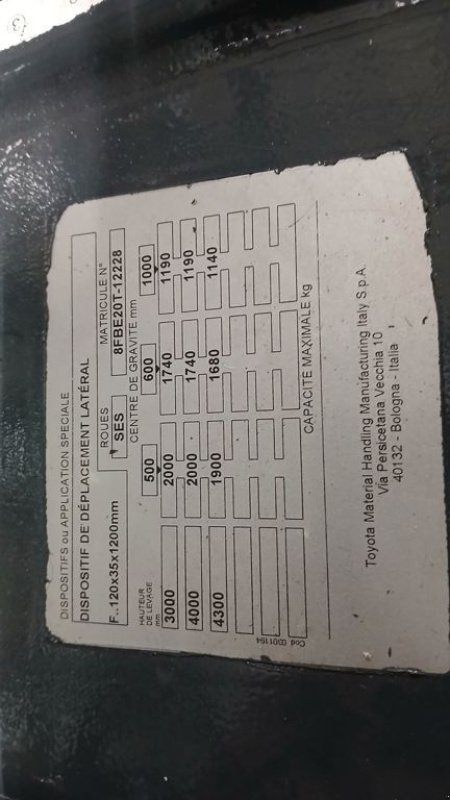 DISPOSITIFS ou APPLICATION SPÉCIALE
DISPOSITIF DE DÉPLACEMENT LATÉRAL
ROUES MATRICULE N°
F..120x35x1200mm SES 8FBE20T-12228
HAUTEUR
DE LEVAGE
mm
CENTRE DE GRAVITE mm
500 600 1000
3000 2000 1740 1190
4000 2000 1740 1190
4300 1900 1680 1140
CAPACITE MAXIMALE kg
Cod.
Toyota Material Handling Manufacturing Italy S.p.A.
Via Persicetana Vecchia 10
40132 - Bologna - Italia